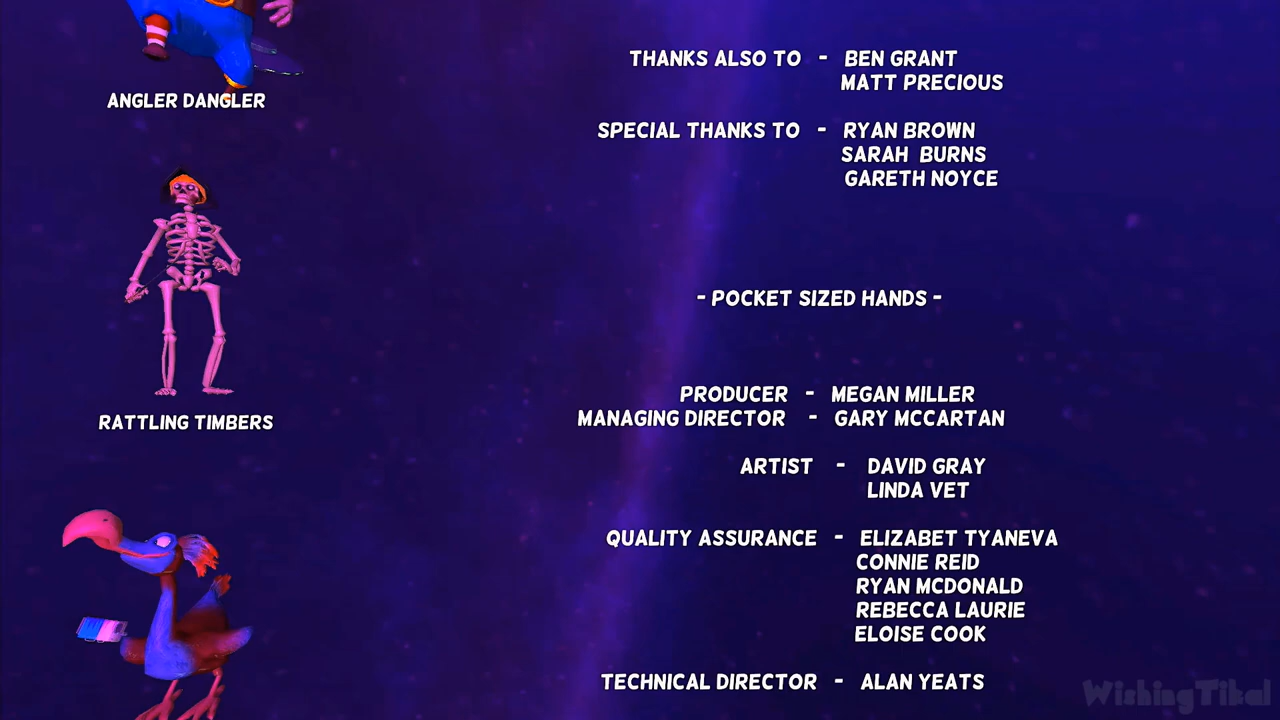 THANKS ALSO TO - BEN GRANT
MATT PRECIOUS
ANGLER DANGLER
SPECIAL THANKS TO - RYAN BROWN
SARAH BURNS
GARETH NOYCE
- POCKET SIZED HANDS -
PRODUCER - MEGAN MILLER
MANAGING DIRECTOR - GARY MCCARTAN
RATTLING TIMBERS
ARTIST - DAVID GRAY
LINDA VET
QUALITY ASSURANCE - ELIZABET TYANEVA
CONNIE REID
RYAN MCDONALD
REBECCA LAURIE
ELOISE COOK
TECHNICAL DIRECTOR - ALAN YEATS
WishingTikal